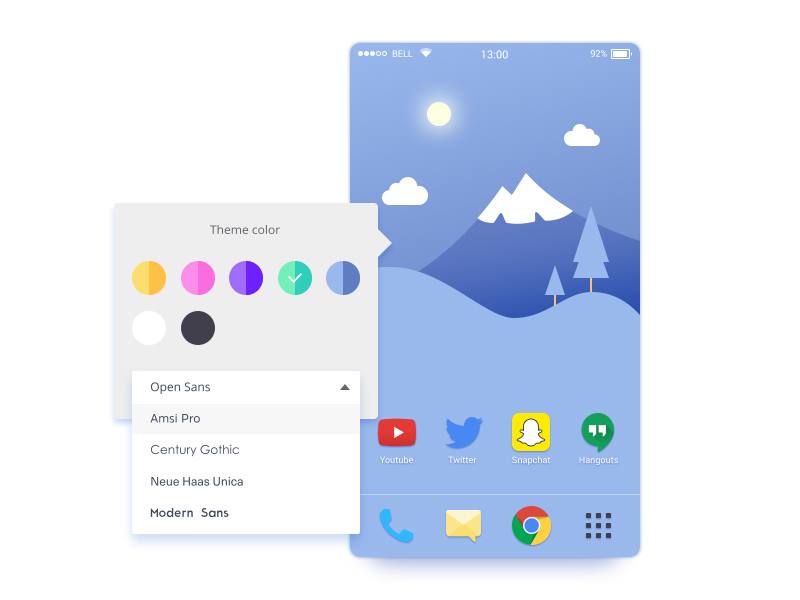 BELL 13:00 92%
Theme color
Open Sans
Amsi Pro
Century Gothic
Neue Haas Unica
Modern Sans
Youtube Twitter Snapchat Hangouts